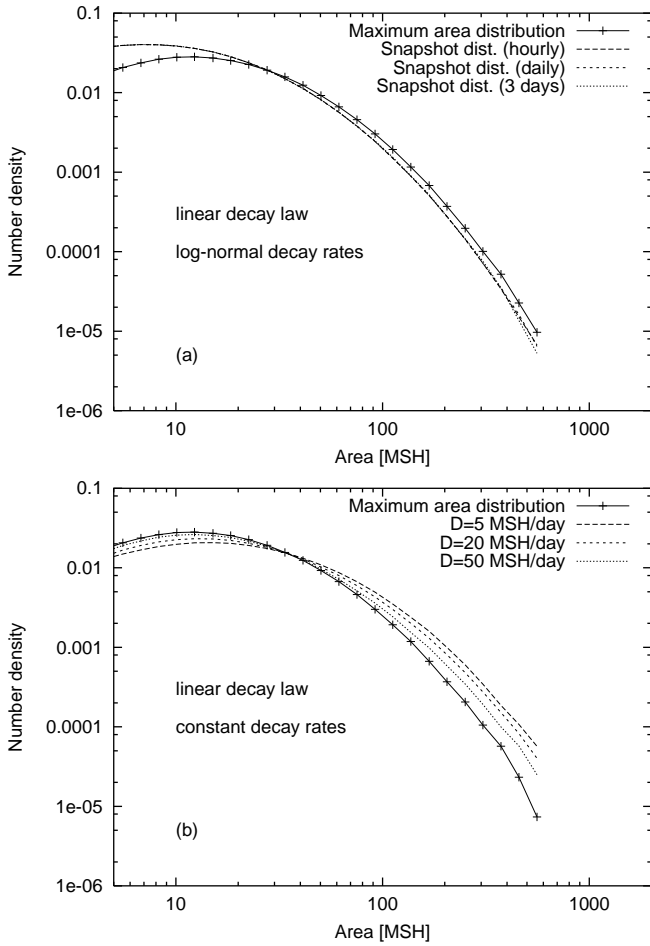 0.1
0.01
0.001
0.0001
1e-05
1e-06
Number density
Maximum area distribution
Snapshot dist. (hourly)
Snapshot dist. (daily)
Snapshot dist. (3 days)
linear decay law
log-normal decay rates
(a)
10 100 1000
Area [MSH]
0.1
0.01
0.001
0.0001
1e-05
1e-06
Number density
Maximum area distribution
D=5 MSH/day
D=20 MSH/day
D=50 MSH/day
linear decay law
constant decay rates
(b)
10 100 1000
Area [MSH]